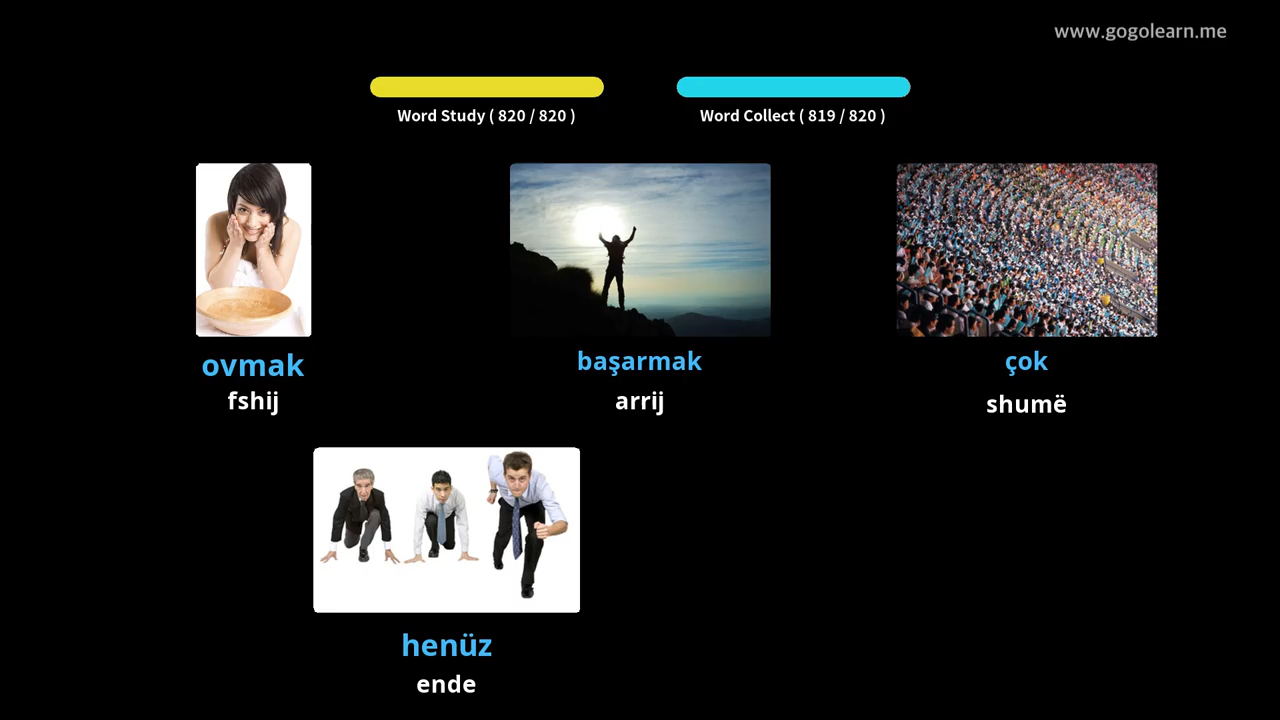 www.gogolearn.me
Word Study ( 820 / 820 )
Word Collect ( 819 / 820 )
ovmak
fshij
başarmak
arrij
çok
shumë
henüz
ende